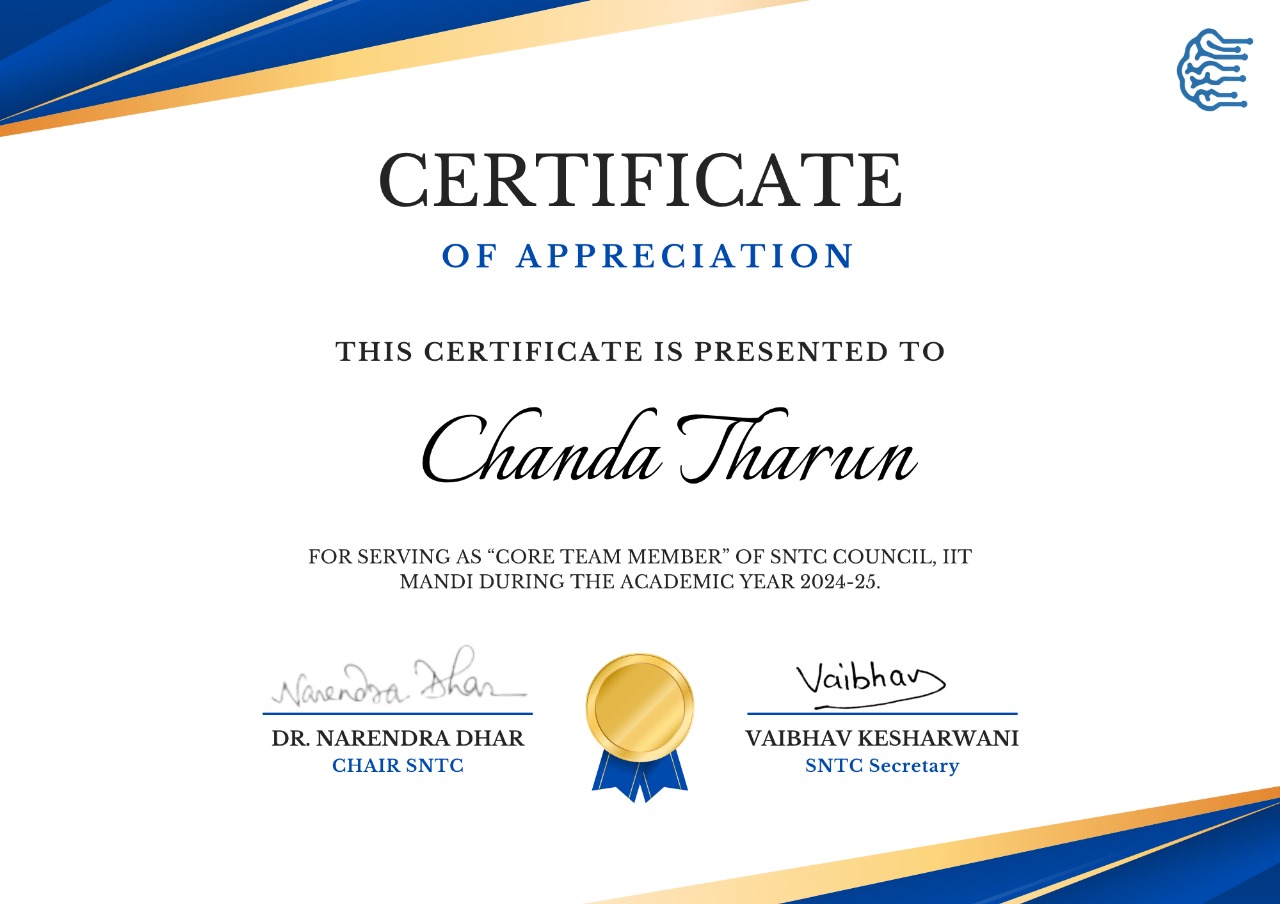 CERTIFICATE
OF APPRECIATION
THIS CERTIFICATE IS PRESENTED TO
Chanda Tharun
FOR SERVING AS “CORE TEAM MEMBER” OF SNTC COUNCIL, IIT
MANDI DURING THE ACADEMIC YEAR 2024-25.
Narendra Dhar
DR. NARENDRA DHAR
CHAIR SNTC
Vaibhav
VAIBHAV KESHARWANI
SNTC Secretary